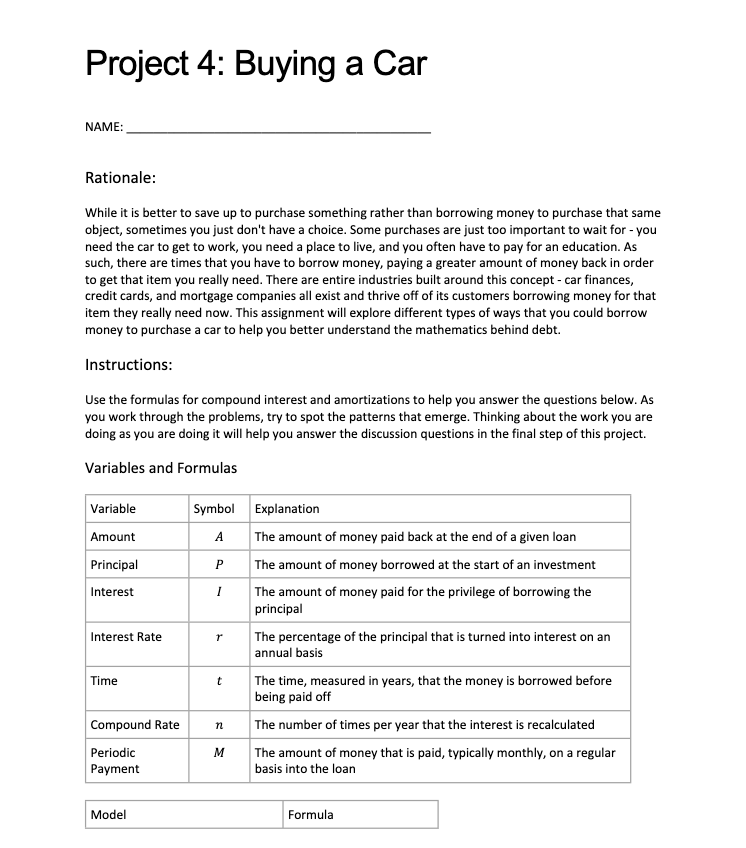 Project 4: Buying a Car
NAME: ____________________________________________
Rationale:
While it is better to save up to purchase something rather than borrowing money to purchase that same
object, sometimes you just don't have a choice. Some purchases are just too important to wait for - you
need the car to get to work, you need a place to live, and you often have to pay for an education. As
such, there are times that you have to borrow money, paying a greater amount of money back in order
to get that item you really need. There are entire industries built around this concept - car finances,
credit cards, and mortgage companies all exist and thrive off of its customers borrowing money for that
item they really need now. This assignment will explore different types of ways that you could borrow
money to purchase a car to help you better understand the mathematics behind debt.
Instructions:
Use the formulas for compound interest and amortizations to help you answer the questions below. As
you work through the problems, try to spot the patterns that emerge. Thinking about the work you are
doing as you are doing it will help you answer the discussion questions in the final step of this project.
Variables and Formulas
Variable Symbol Explanation
Amount A The amount of money paid back at the end of a given loan
Principal P The amount of money borrowed at the start of an investment
Interest I The amount of money paid for the privilege of borrowing the
principal
Interest Rate r The percentage of the principal that is turned into interest on an
annual basis
Time t The time, measured in years, that the money is borrowed before
being paid off
Compound Rate n The number of times per year that the interest is recalculated
Periodic M The amount of money that is paid, typically monthly, on a regular
Payment basis into the loan
Model Formula